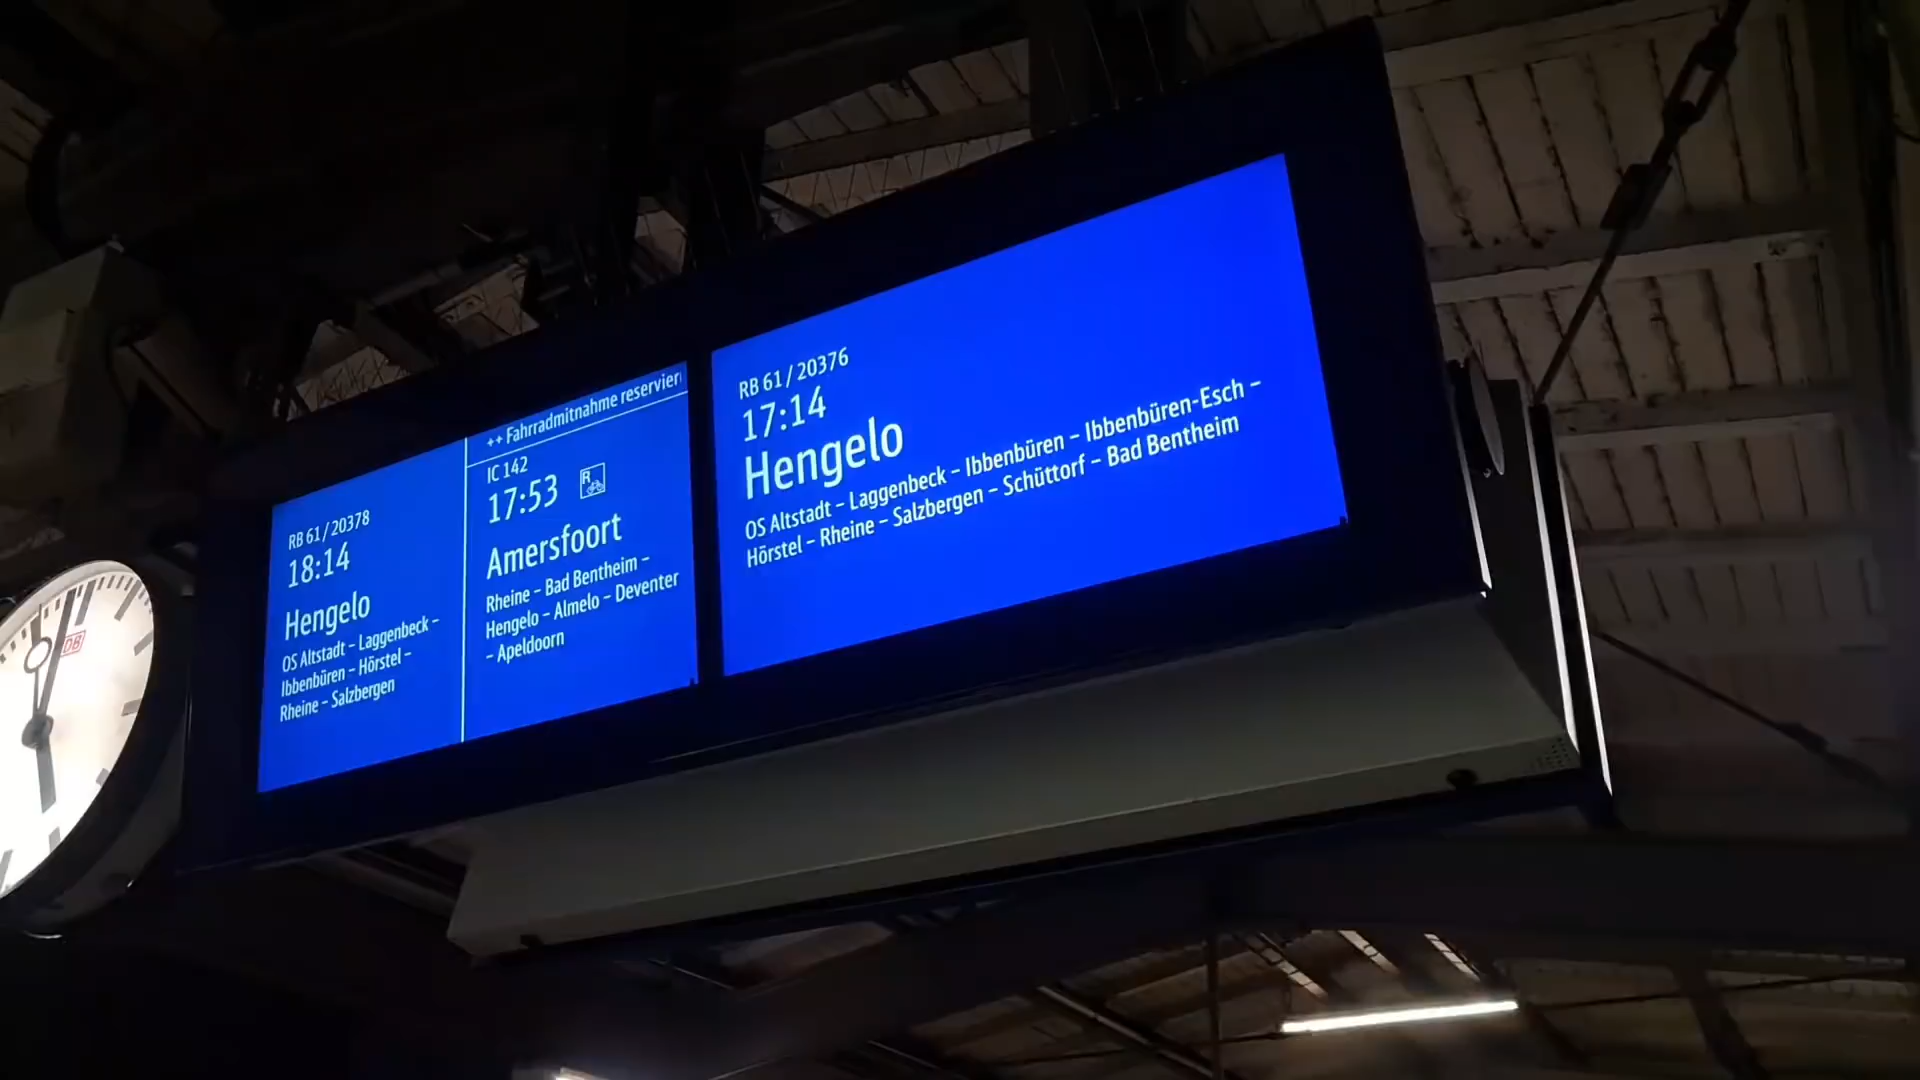 RB 61 / 20378
18:14
Hengelo
OS Altstadt – Laggenbeck –
Ibbenbüren – Hörstel –
Rheine – Salzbergen
++ Fahrradmitnahme reservier
IC 142
17:53
R
Amersfoort
Rheine – Bad Bentheim –
Hengelo – Almelo – Deventer
– Apeldoorn
RB 61 / 20376
17:14
Hengelo
OS Altstadt – Laggenbeck – Ibbenbüren – Ibbenbüren-Esch –
Hörstel – Rheine – Salzbergen – Schüttorf – Bad Bentheim
DB